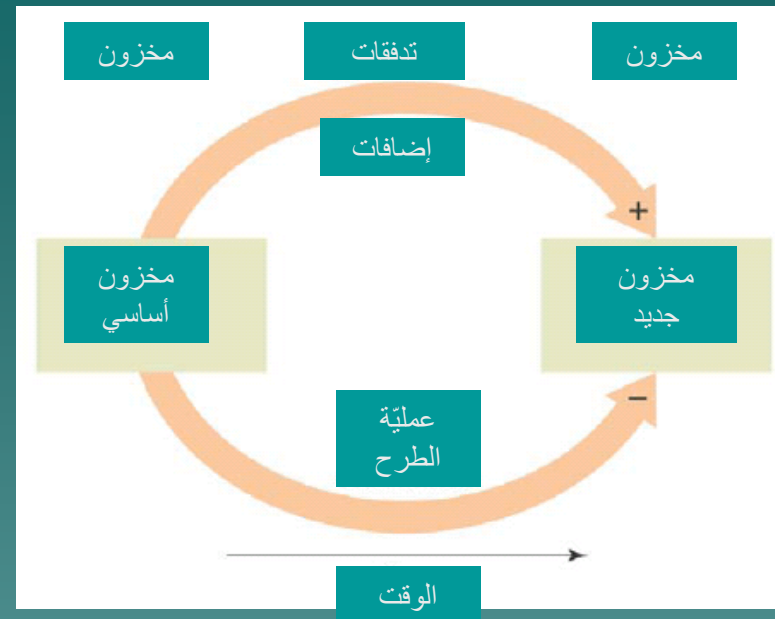 مخزون
تدفقات
مخزون
إضافات
+
مخزون
أساسي
مخزون
جديد
−
عمليّة
الطرح
الوقت